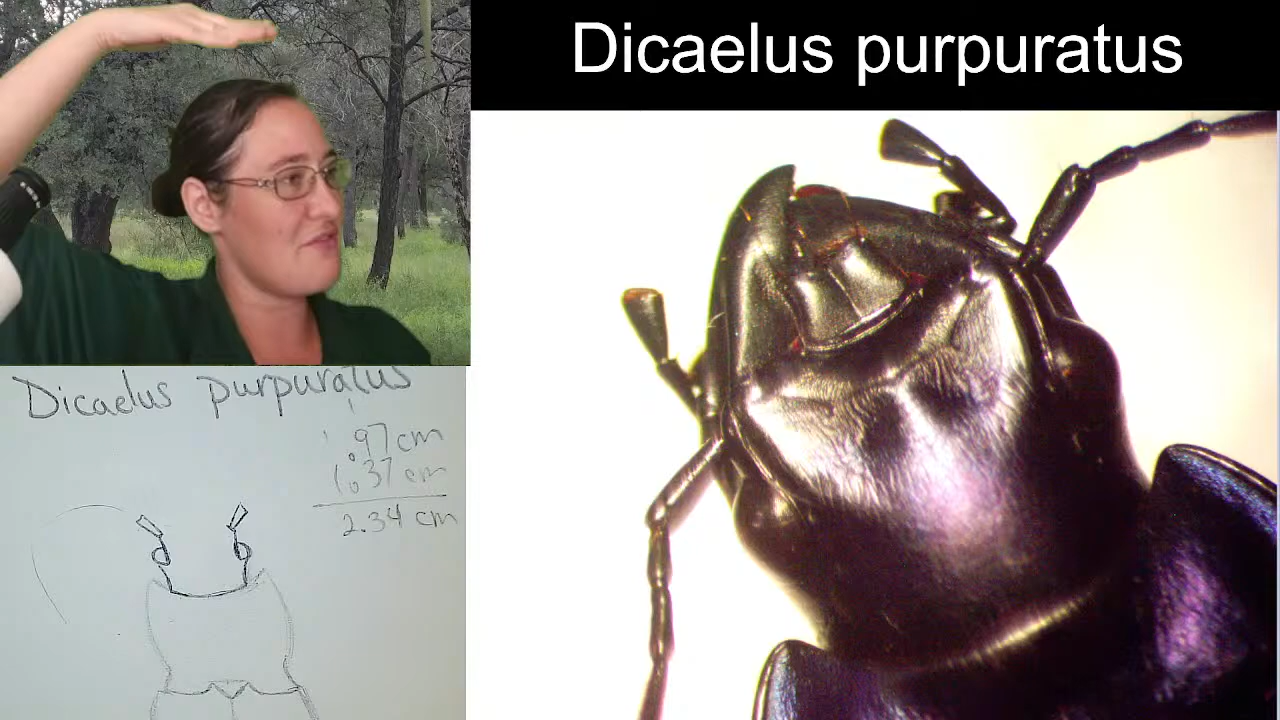 Dicaelus purpuratus
Dicaelus purpuratus
.97 cm
1.37 cm
2.34 cm